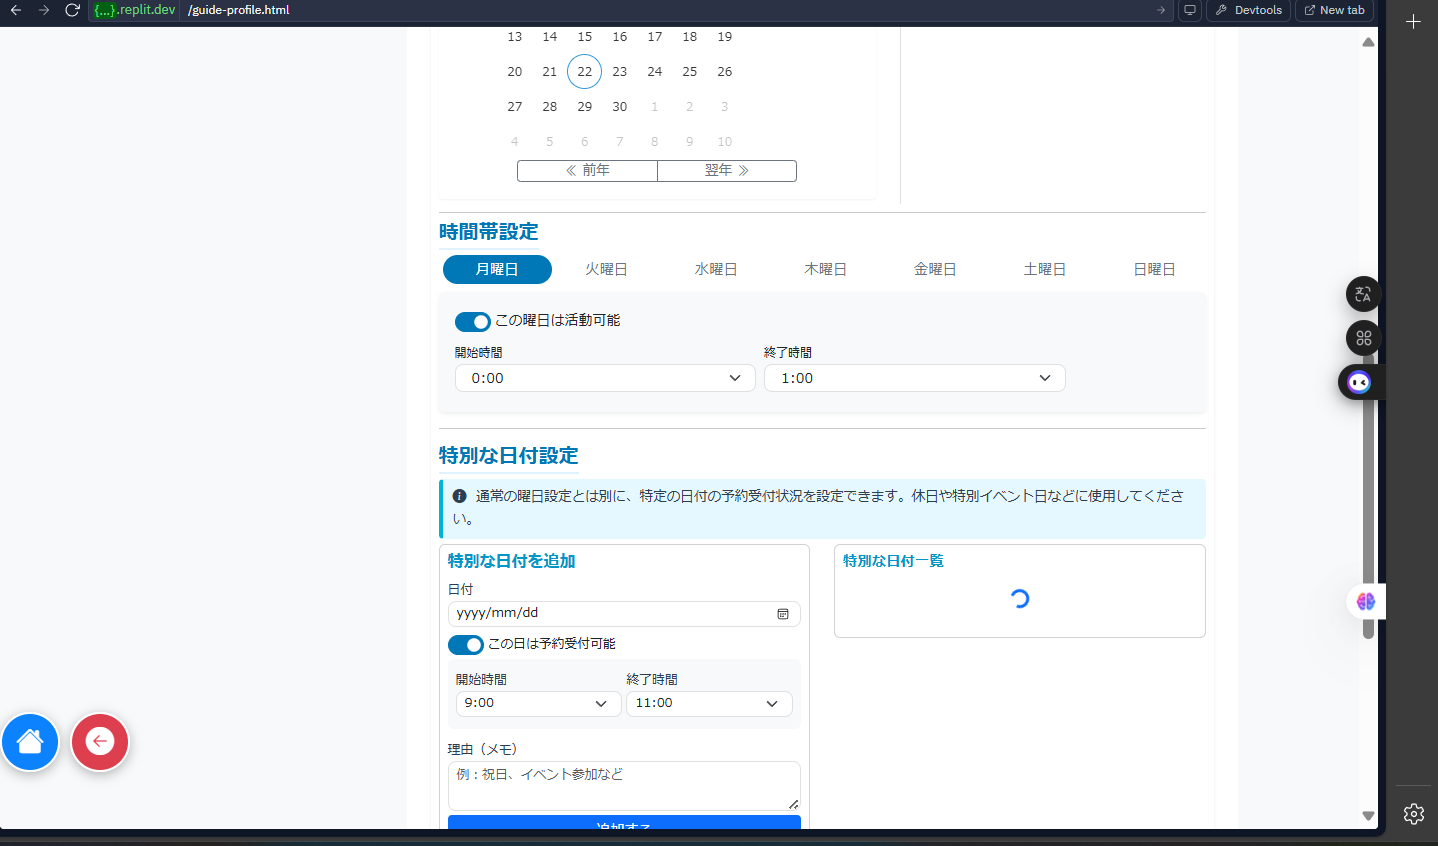 {...}.replit.dev /guide-profile.html
Devtools
New tab
13 14 15 16 17 18 19
20 21 22 23 24 25 26
27 28 29 30 1 2 3
4 5 6 7 8 9 10
≪ 前年
翌年 ≫
時間帯設定
月曜日 火曜日 水曜日 木曜日 金曜日 土曜日 日曜日
この曜日は活動可能
開始時間 終了時間
0:00 1:00
特別な日付設定
通常の曜日設定とは別に、特定の日付の予約受付状況を設定できます。休日や特別イベント日などに使用してくださ
い。
特別な日付を追加
日付
yyyy/mm/dd
この日は予約受付可能
開始時間 終了時間
9:00 11:00
理由（メモ）
例：祝日、イベント参加など
追加する
特別な日付一覧